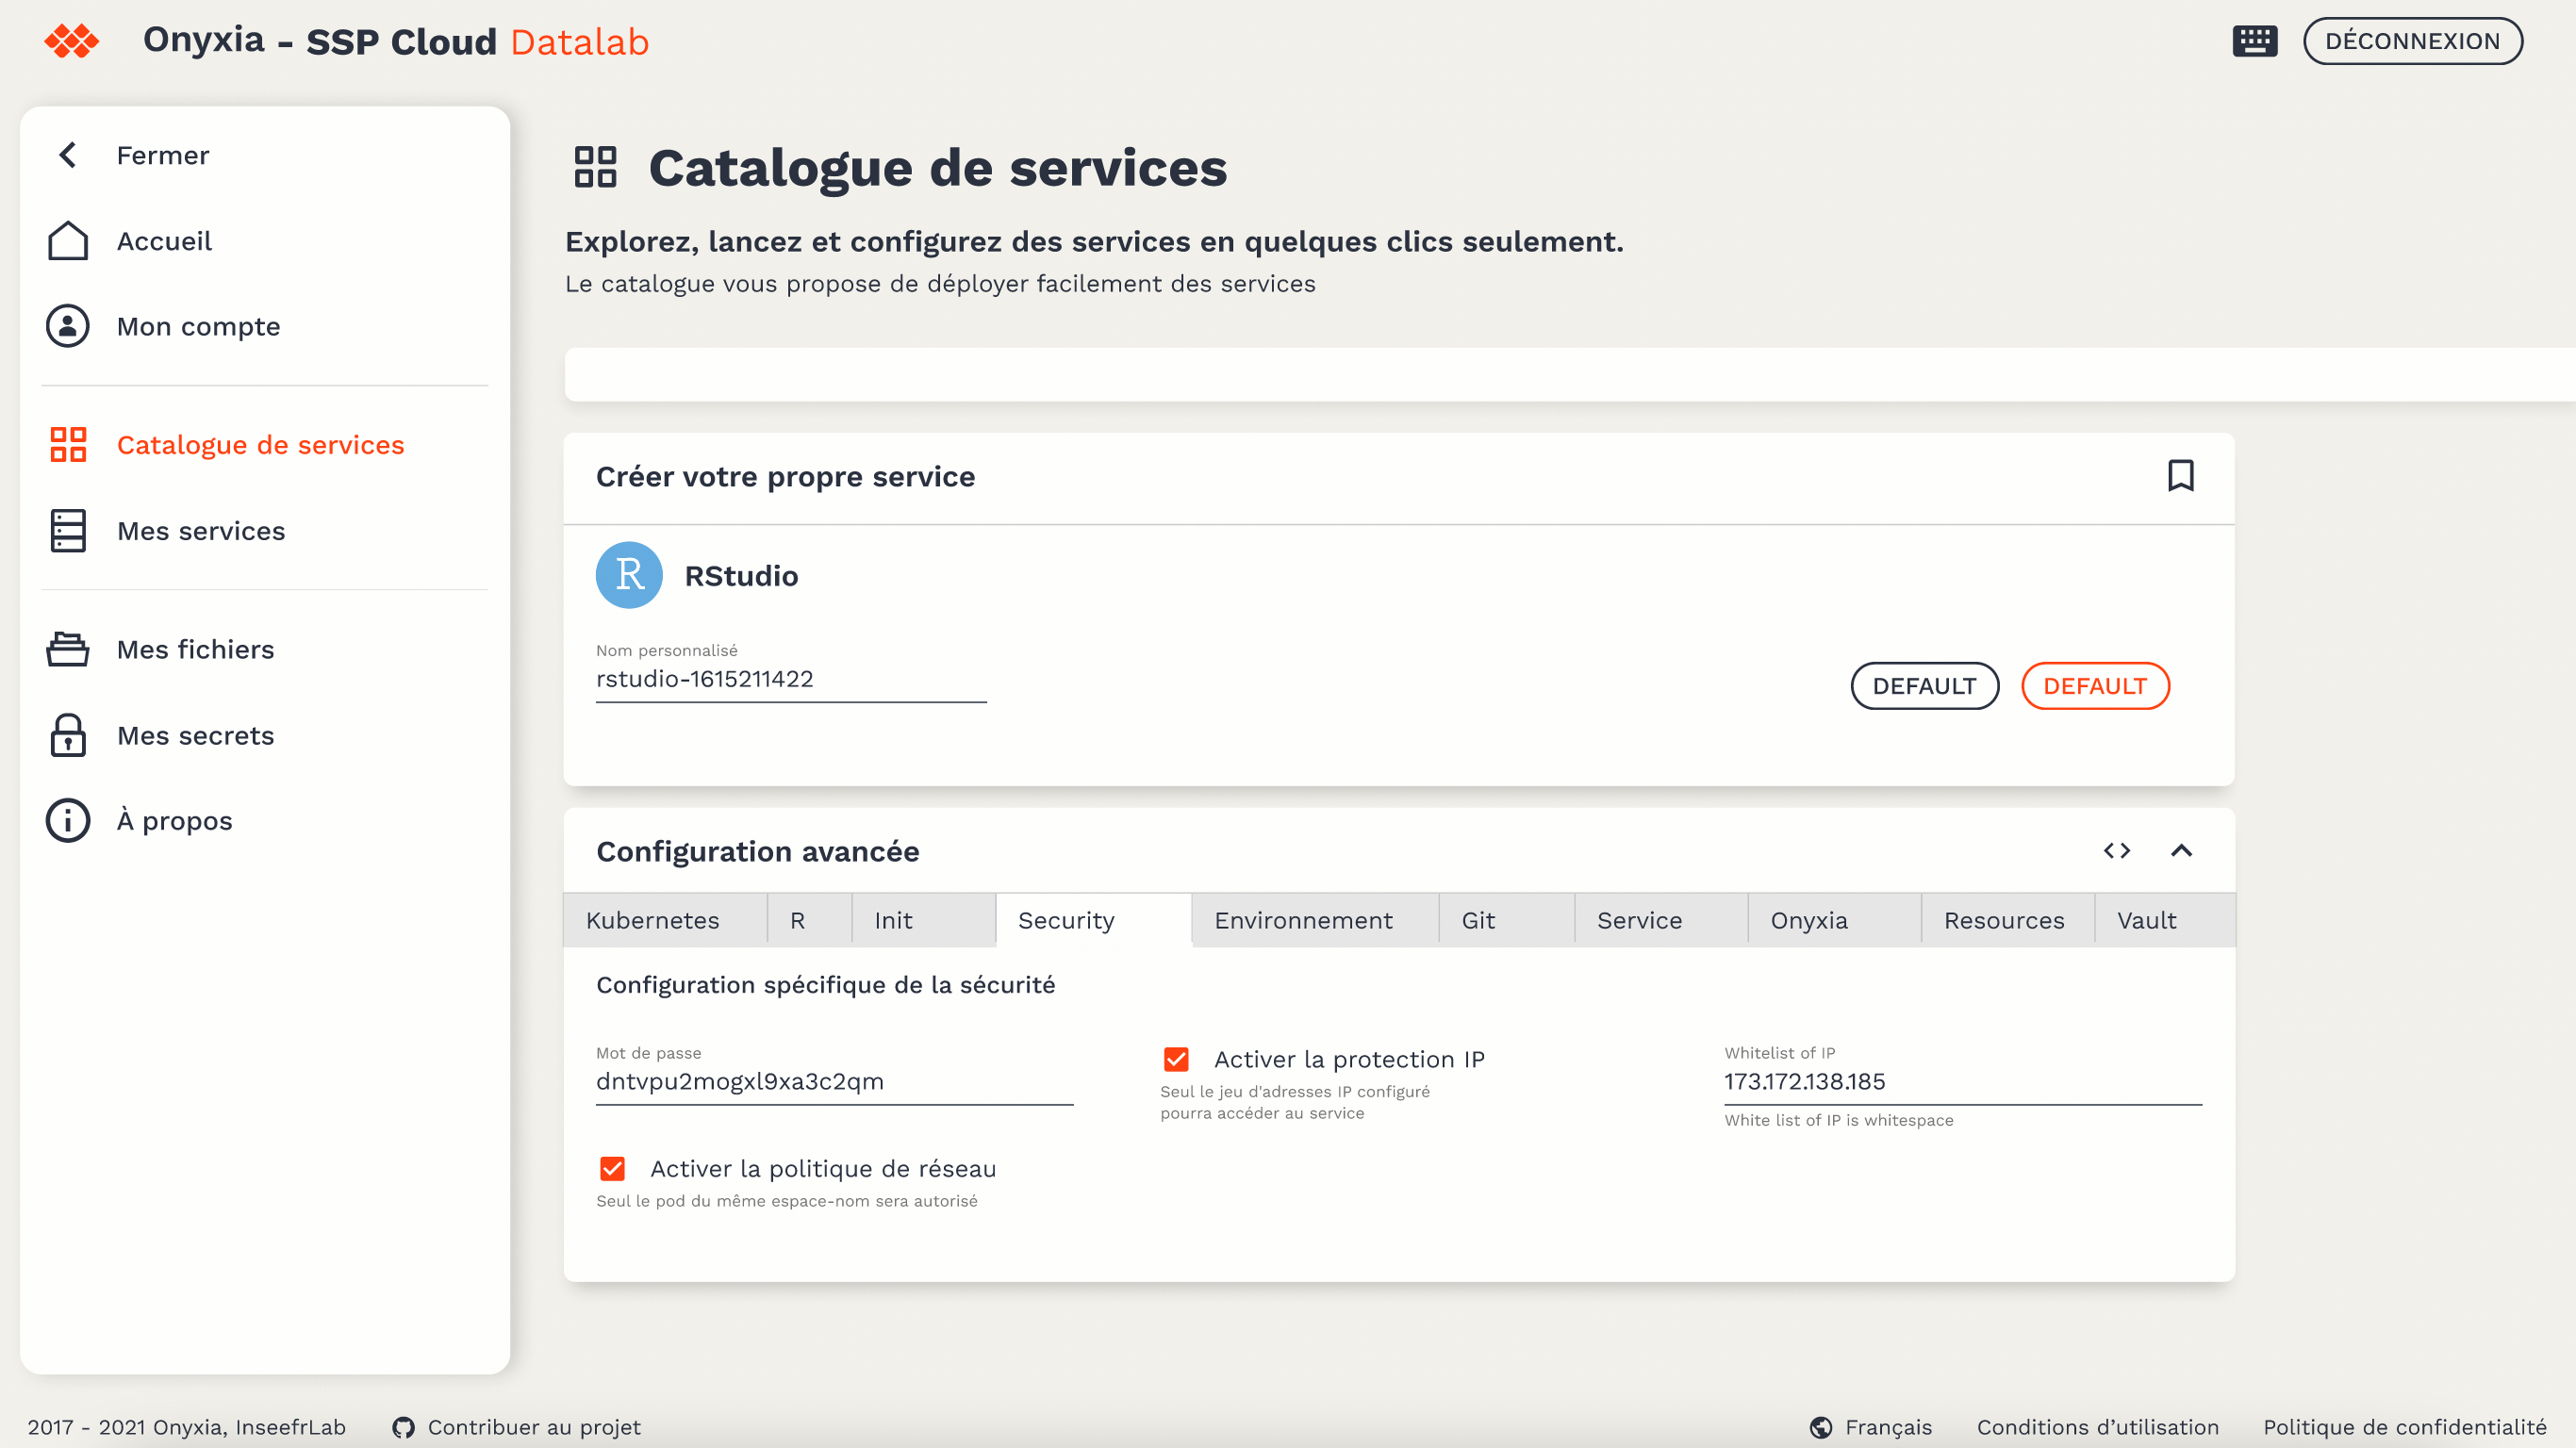 Onyxia - SSP Cloud Datalab
DÉCONNEXION
Fermer
Accueil
Mon compte
Catalogue de services
Mes services
Mes fichiers
Mes secrets
À propos
Catalogue de services
Explorez, lancez et configurez des services en quelques clics seulement.
Le catalogue vous propose de déployer facilement des services
Créer votre propre service
R
RStudio
Nom personnalisé
rstudio-1615211422
DEFAULT
DEFAULT
Configuration avancée
Kubernetes
R
Init
Security
Environnement
Git
Service
Onyxia
Resources
Vault
Configuration spécifique de la sécurité
Mot de passe
dntvpu2mogxl9xa3c2qm
Activer la protection IP
Seul le jeu d'adresses IP configuré
pourra accéder au service
Whitelist of IP
173.172.138.185
White list of IP is whitespace
Activer la politique de réseau
Seul le pod du même espace-nom sera autorisé
2017 - 2021 Onyxia, InseefrLab
Contribuer au projet
Français
Conditions d’utilisation
Politique de confidentialité